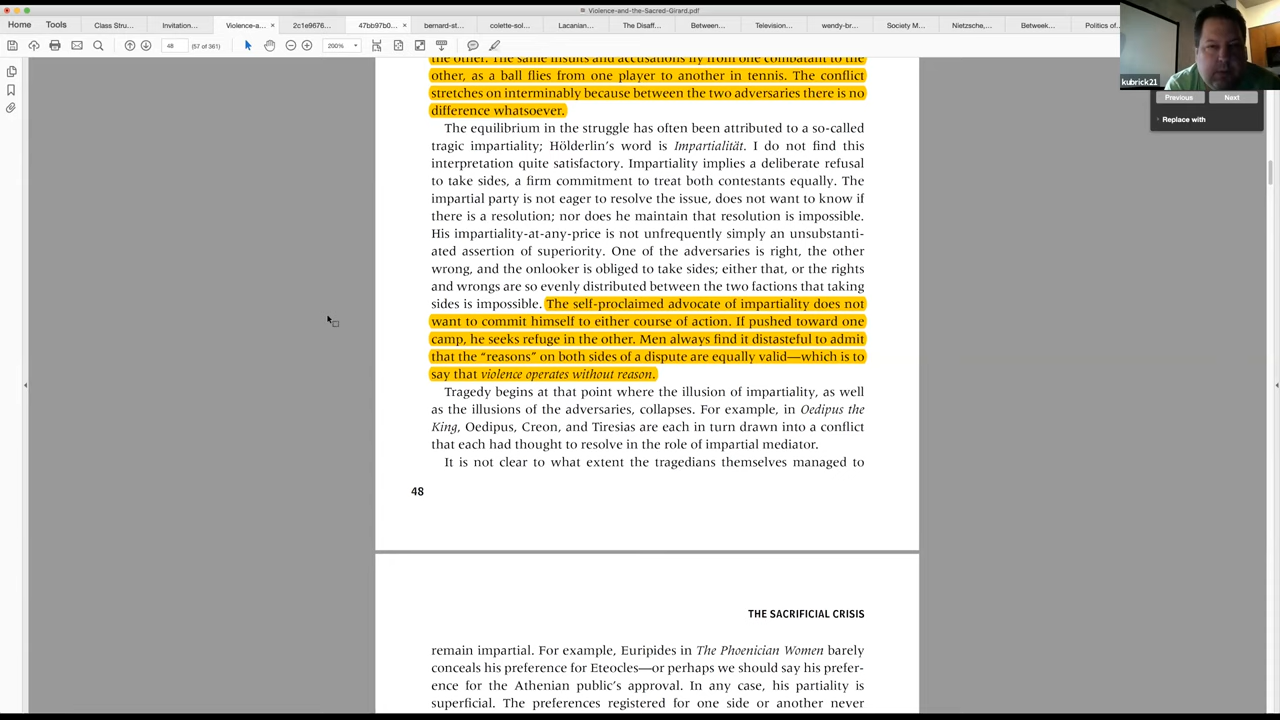 Violence-and-the-Sacred-Girard.pdf
Home Tools Class Stru... Invitation.... Violence-a... × 2c1e9676... 47bb97b0... × bernard-st... colette-sol... Lacanian... The Disaff... Between... Television... wendy-br... Society M... Nietzsche,... Betweek... Politics of...
48 (57 of 361) 200%
kubrick21
Previous Next
Replace with
the other. The same insults and accusations fly from one combatant to the
other, as a ball flies from one player to another in tennis. The conflict
stretches on interminably because between the two adversaries there is no
difference whatsoever.
The equilibrium in the struggle has often been attributed to a so-called
tragic impartiality; Hölderlin’s word is Impartialität. I do not find this
interpretation quite satisfactory. Impartiality implies a deliberate refusal
to take sides, a firm commitment to treat both contestants equally. The
impartial party is not eager to resolve the issue, does not want to know if
there is a resolution; nor does he maintain that resolution is impossible.
His impartiality-at-any-price is not unfrequently simply an unsubstanti-
ated assertion of superiority. One of the adversaries is right, the other
wrong, and the onlooker is obliged to take sides; either that, or the rights
and wrongs are so evenly distributed between the two factions that taking
sides is impossible. The self-proclaimed advocate of impartiality does not
want to commit himself to either course of action. If pushed toward one
camp, he seeks refuge in the other. Men always find it distasteful to admit
that the “reasons” on both sides of a dispute are equally valid—which is to
say that violence operates without reason.
Tragedy begins at that point where the illusion of impartiality, as well
as the illusions of the adversaries, collapses. For example, in Oedipus the
King, Oedipus, Creon, and Tiresias are each in turn drawn into a conflict
that each had thought to resolve in the role of impartial mediator.
It is not clear to what extent the tragedians themselves managed to
48
THE SACRIFICIAL CRISIS
remain impartial. For example, Euripides in The Phoenician Women barely
conceals his preference for Eteocles—or perhaps we should say his prefer-
ence for the Athenian public’s approval. In any case, his partiality is
superficial. The preferences registered for one side or another never